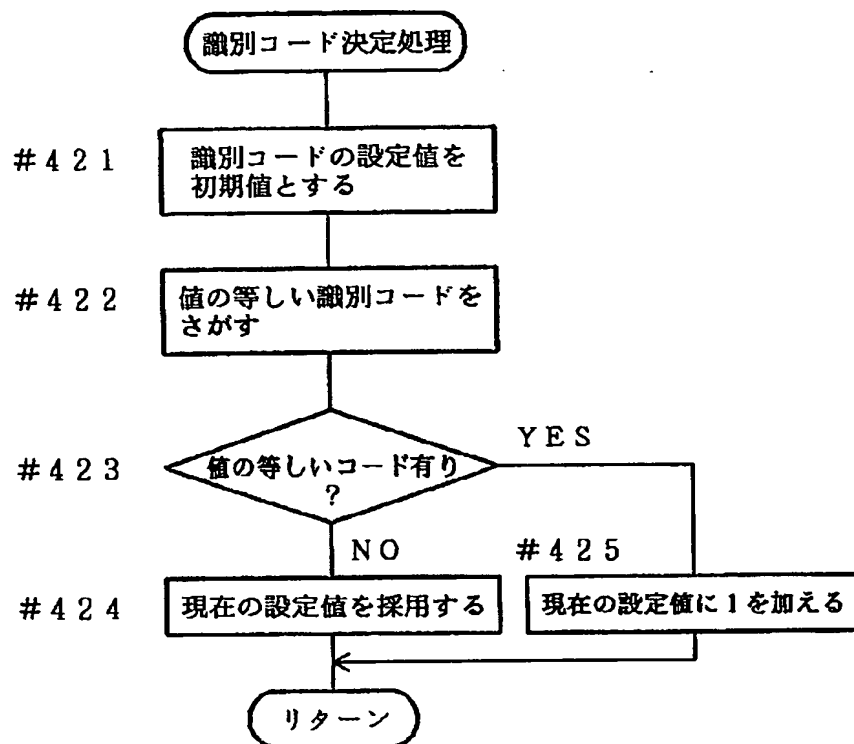 識別コード決定処理
#421
識別コードの設定値を
初期値とする
#422
値の等しい識別コードを
さがす
#423
値の等しいコード有り
?
YES
NO
#425
#424
現在の設定値を採用する
現在の設定値に1を加える
リターン